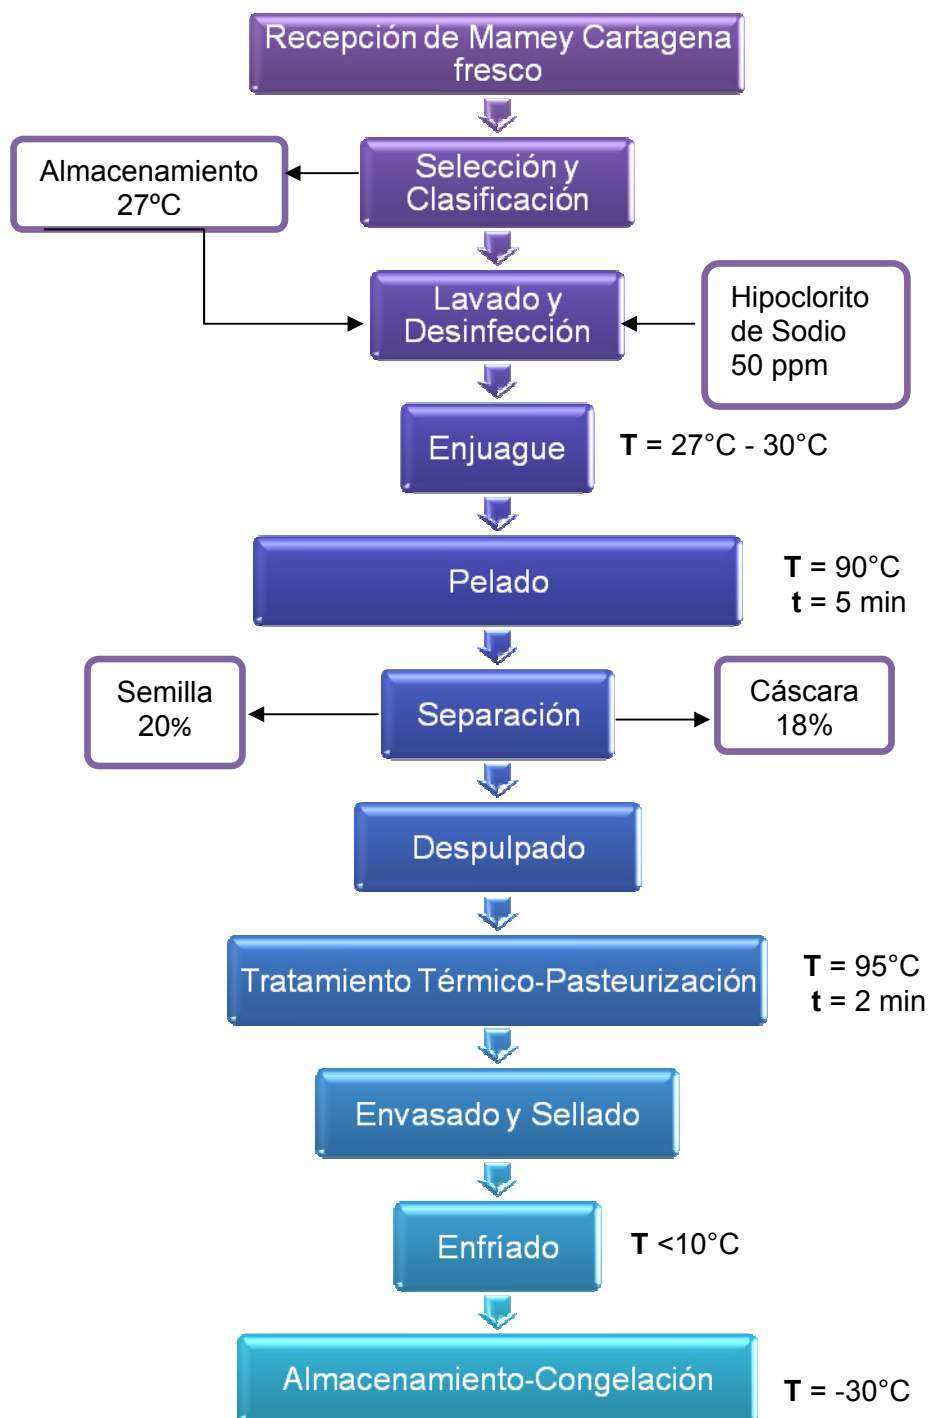 Recepción de Mamey Cartagena
fresco
Almacenamiento
27ºC
Selección y
Clasificación
Lavado y
Desinfección
Hipoclorito
de Sodio
50 ppm
Enjuague
T = 27°C - 30°C
Pelado
T = 90°C
t = 5 min
Semilla
20%
Separación
Cáscara
18%
Despulpado
Tratamiento Térmico-Pasteurización
T = 95°C
t = 2 min
Envasado y Sellado
Enfríado
T <10°C
Almacenamiento-Congelación
T = -30°C